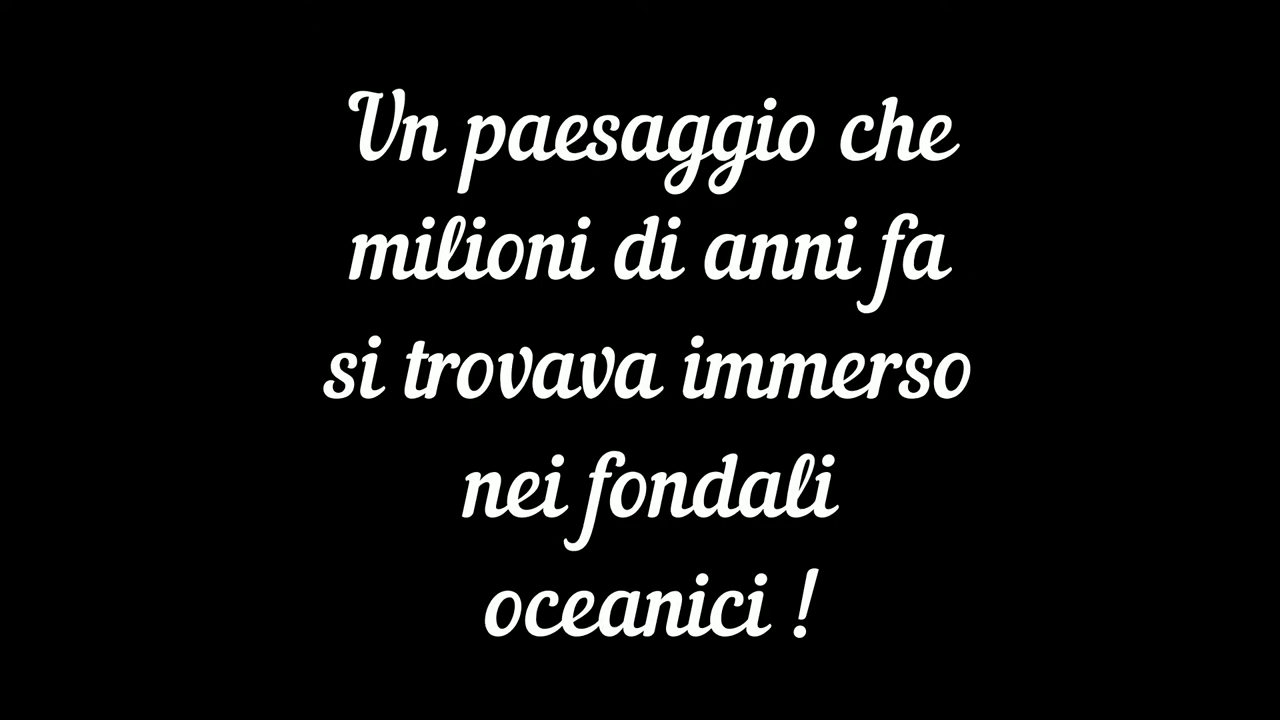 Un paesaggio che
milioni di anni fa
si trovava immerso
nei fondali
oceanici !